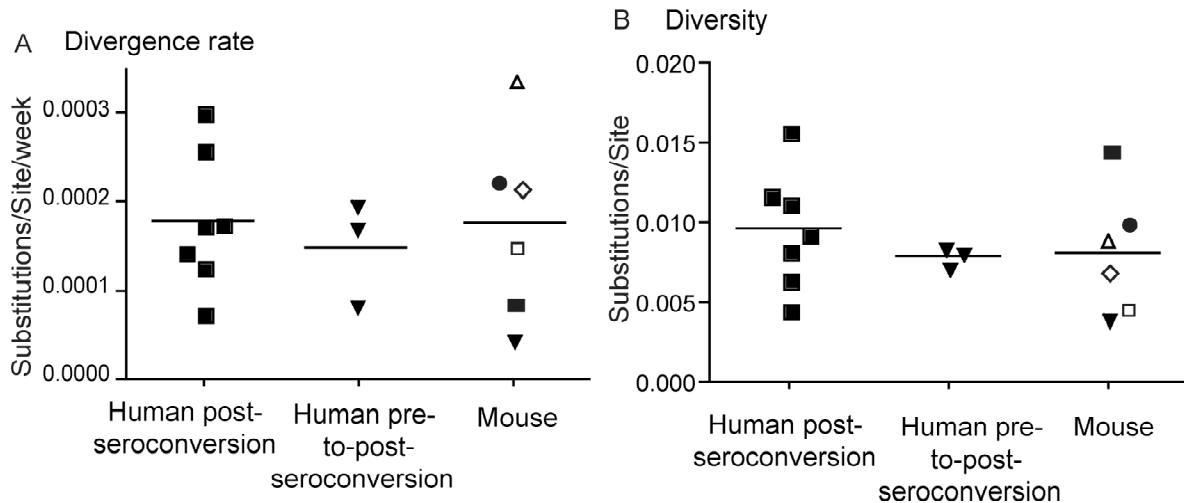 A Divergence rate
Substitutions/Site/week
0.0003
0.0002
0.0001
0.0000
Human post-
seroconversion
Human pre-
to-post-
seroconversion
Mouse
B Diversity
Substitutions/Site
0.020
0.015
0.010
0.005
0.000
Human post-
seroconversion
Human pre-
to-post-
seroconversion
Mouse